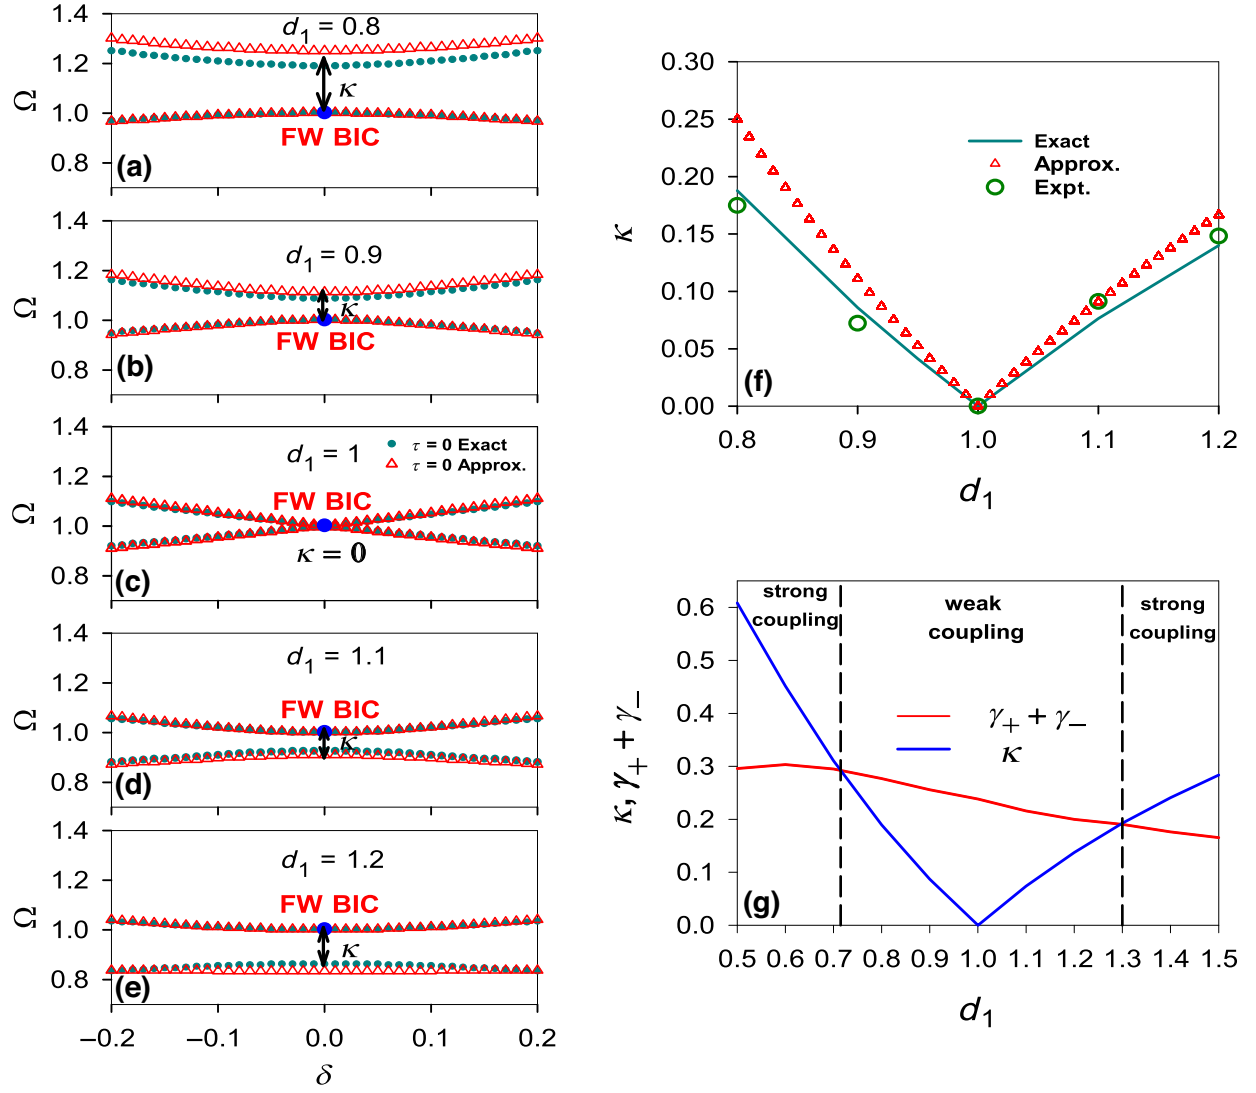 1.4
1.2
1.0
0.8
Ω
d₁ = 0.8
κ
FW BIC
(a)
1.4
1.2
1.0
0.8
Ω
d₁ = 0.9
κ
FW BIC
(b)
1.4
1.2
1.0
0.8
Ω
d₁ = 1
τ = 0 Exact
τ = 0 Approx.
FW BIC
κ = 0
(c)
1.4
1.2
1.0
0.8
Ω
d₁ = 1.1
FW BIC
κ
(d)
1.4
1.2
1.0
0.8
Ω
d₁ = 1.2
FW BIC
κ
(e)
–0.2 –0.1 0.0 0.1 0.2
δ
0.30
0.25
0.20
0.15
0.10
0.05
0.00
κ
Exact
Approx.
Expt.
(f)
0.8 0.9 1.0 1.1 1.2
d₁
0.6
0.5
0.4
0.3
0.2
0.1
0.0
κ, γ₊ + γ₋
strong
coupling
weak
coupling
strong
coupling
γ₊ + γ₋
κ
(g)
0.5 0.6 0.7 0.8 0.9 1.0 1.1 1.2 1.3 1.4 1.5
d₁